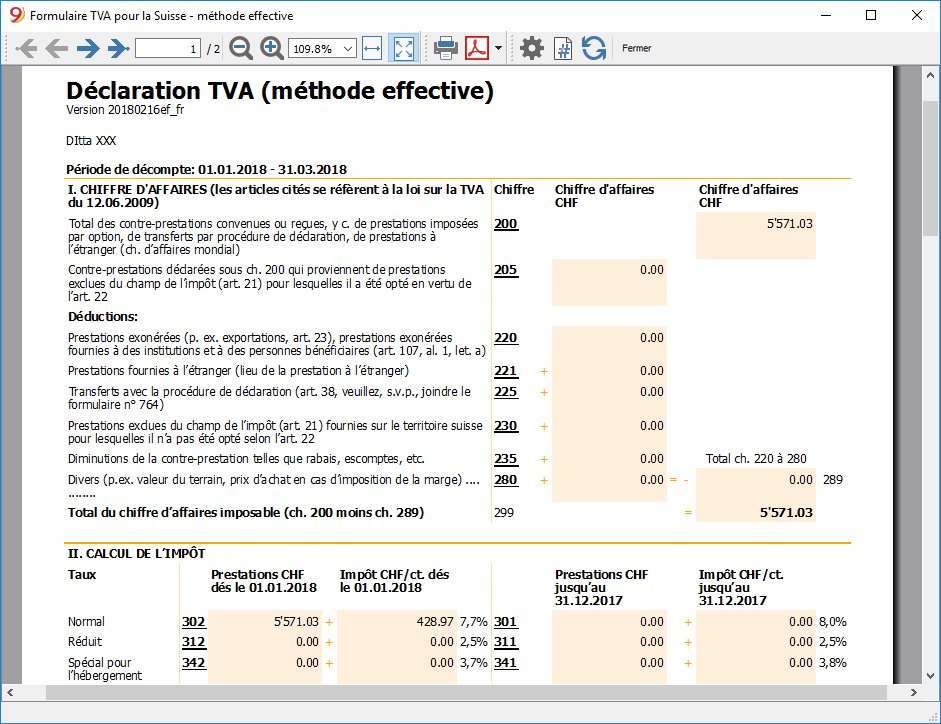 Formulaire TVA pour la Suisse - méthode effective
1 / 2 109.8% Fermer
Déclaration TVA (méthode effective)
Version 20180216ef_fr
DItta XXX
Période de décompte: 01.01.2018 - 31.03.2018
I. CHIFFRE D'AFFAIRES (les articles cités se réfèrent à la loi sur la TVA du 12.06.2009) Chiffre Chiffre d'affaires CHF Chiffre d'affaires CHF
Total des contre-prestations convenues ou reçues, y c. de prestations imposées 200 5'571.03
par option, de transferts par procédure de déclaration, de prestations à
l'étranger (ch. d'affaires mondial)
Contre-prestations déclarées sous ch. 200 qui proviennent de prestations 205 0.00
exclues du champ de l'impôt (art. 21) pour lesquelles il a été opté en vertu de
l'art. 22
Déductions:
Prestations exonérées (p. ex. exportations, art. 23), prestations exonérées 220 0.00
fournies à des institutions et à des personnes bénéficiaires (art. 107, al. 1, let. a)
Prestations fournies à l'étranger (lieu de la prestation à l'étranger) 221 + 0.00
Transferts avec la procédure de déclaration (art. 38, veuillez, s.v.p., joindre le 225 + 0.00
formulaire n° 764)
Prestations exclues du champ de l'impôt (art. 21) fournies sur le territoire suisse 230 + 0.00
pour lesquelles il n'a pas été opté selon l'art. 22
Diminutions de la contre-prestation telles que rabais, escomptes, etc. 235 + 0.00 Total ch. 220 à 280
Divers (p.ex. valeur du terrain, prix d'achat en cas d'imposition de la marge) .... 280 + 0.00 = - 0.00 289
........
Total du chiffre d'affaires imposable (ch. 200 moins ch. 289) 299 = 5'571.03
II. CALCUL DE L'IMPÔT
Taux Prestations CHF Impôt CHF/ct. dés Prestations CHF Impôt CHF/ct.
dés le 01.01.2018 le 01.01.2018 jusqu'au jusqu'au
31.12.2017 31.12.2017
Normal 302 5'571.03 + 428.97 7,7% 301 0.00 + 0.00 8,0%
Réduit 312 0.00 + 0.00 2,5% 311 0.00 + 0.00 2,5%
Spécial pour 342 0.00 + 0.00 3,7% 341 0.00 + 0.00 3,8%
l'hébergement